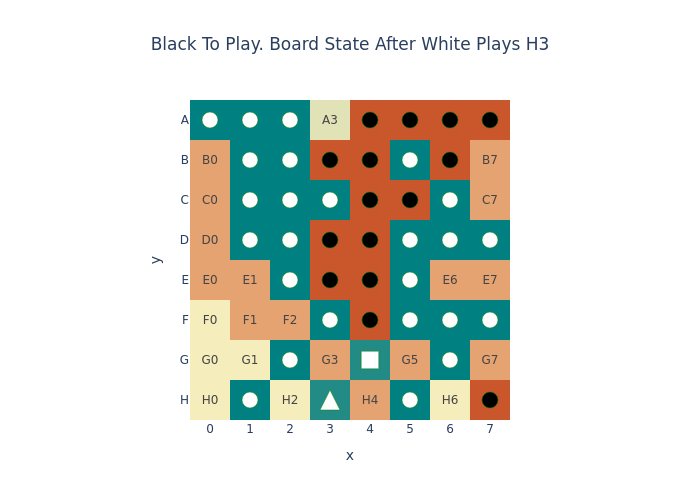 Black To Play. Board State After White Plays H3
A A3
B B0 B7
C C0 C7
D D0
E E0 E1 E6 E7
F F0 F1 F2
G G0 G1 G3 G5 G7
H H0 H2 H4 H6
0 1 2 3 4 5 6 7
x
y